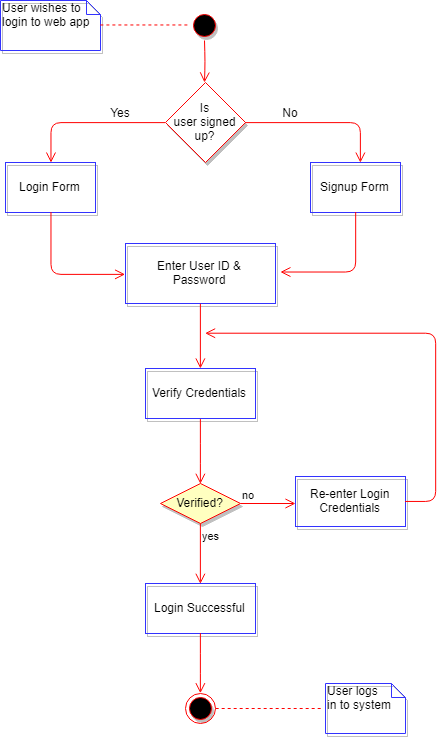 User wishes to
login to web app
Is
user signed
up?
Yes
No
Login Form
Signup Form
Enter User ID &
Password
Verify Credentials
Verified?
no
Re-enter Login
Credentials
yes
Login Successful
User logs
in to system